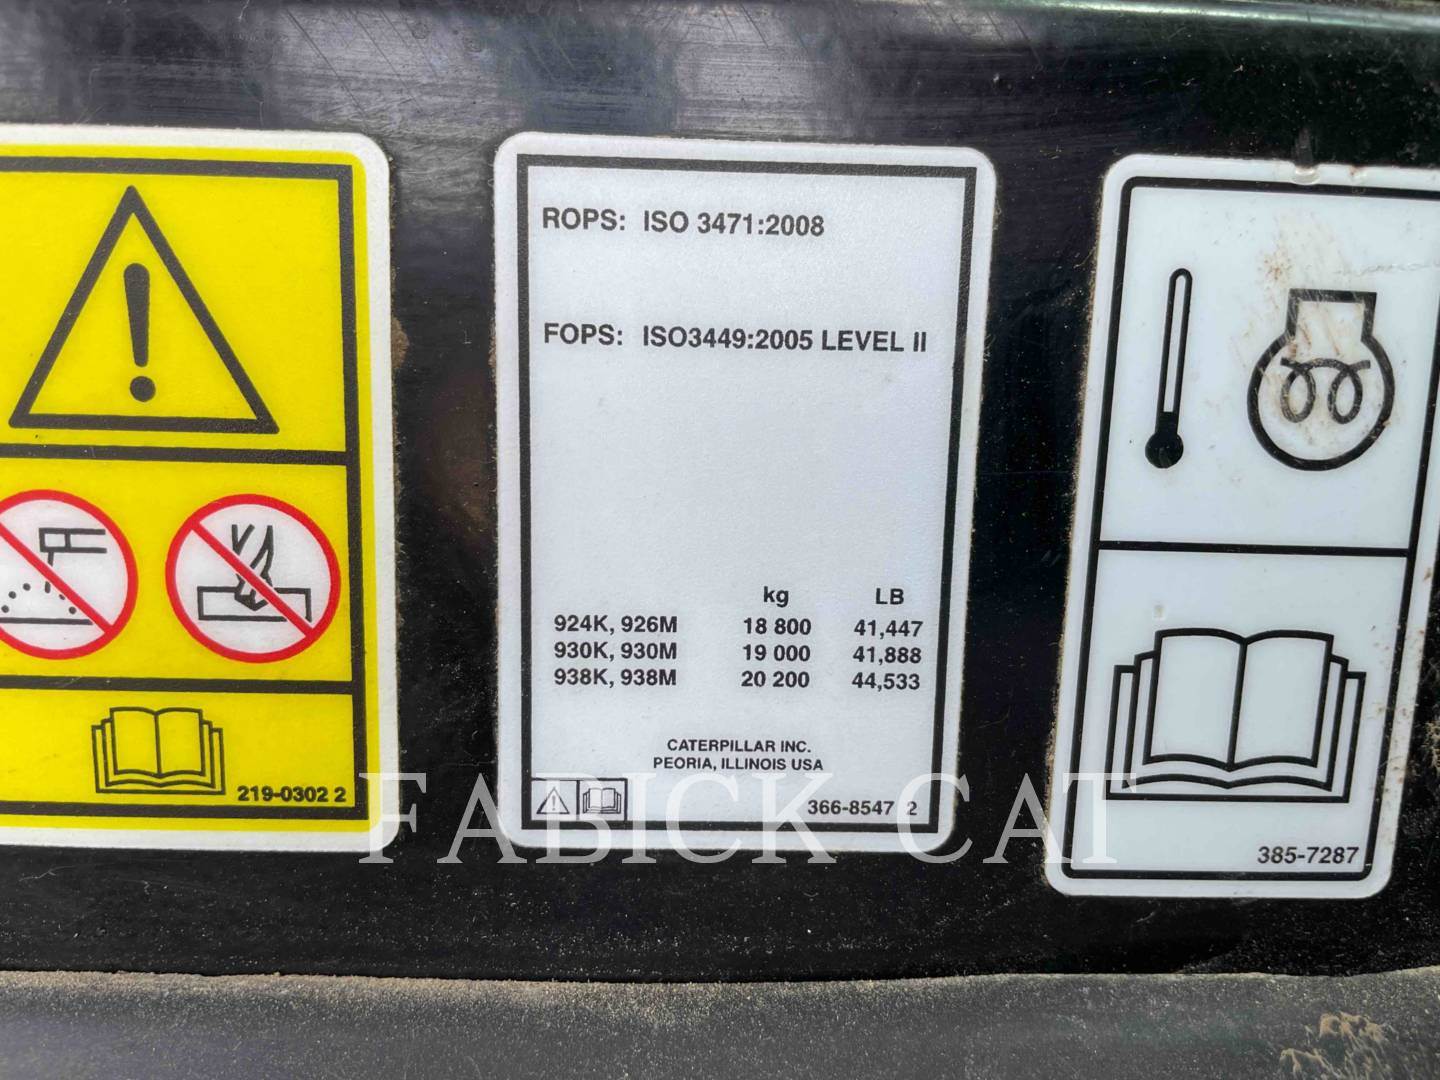 219-0302 2
ROPS: ISO 3471:2008
FOPS: ISO3449:2005 LEVEL II
kg LB
924K, 926M 18 800 41,447
930K, 930M 19 000 41,888
938K, 938M 20 200 44,533
CATERPILLAR INC.
PEORIA, ILLINOIS USA
366-8547 2
385-7287
FABICK CAT